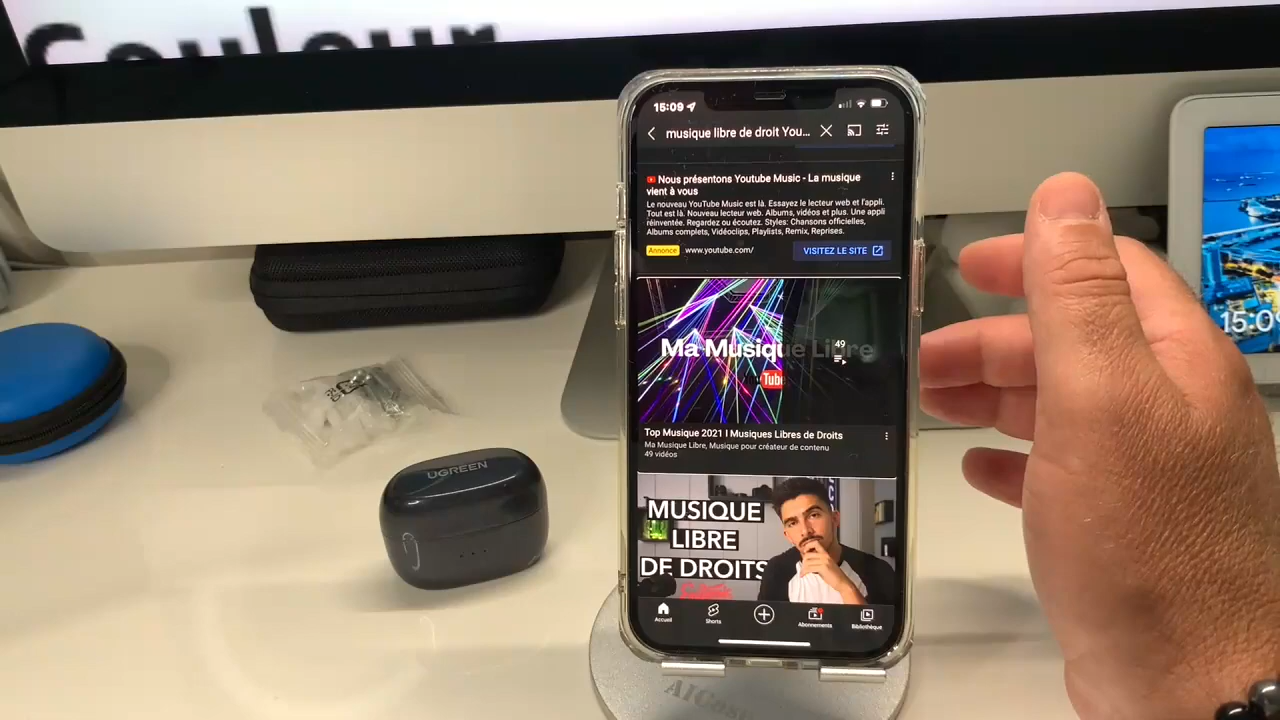 Couleur
15:09
musique libre de droit You...
Nous présentons Youtube Music - La musique
vient à vous
Le nouveau YouTube Music est là. Essayez le lecteur web et l'appli.
Tout est là. Nouveau lecteur web. Albums, vidéos et plus. Une appli
réinventée. Regardez ou écoutez. Styles: Chansons officielles,
Albums complets, Vidéoclips, Playlists, Remix, Reprises.
Annonce www.youtube.com/ VISITEZ LE SITE
Ma Musique Libre
49
Tube
Top Musique 2021 I Musiques Libres de Droits
Ma Musique Libre, Musique pour créateur de contenu
49 vidéos
MUSIQUE
LIBRE
DE DROITS
Accueil
Shorts
Abonnements
Bibliothèque
UGREEN
15:09